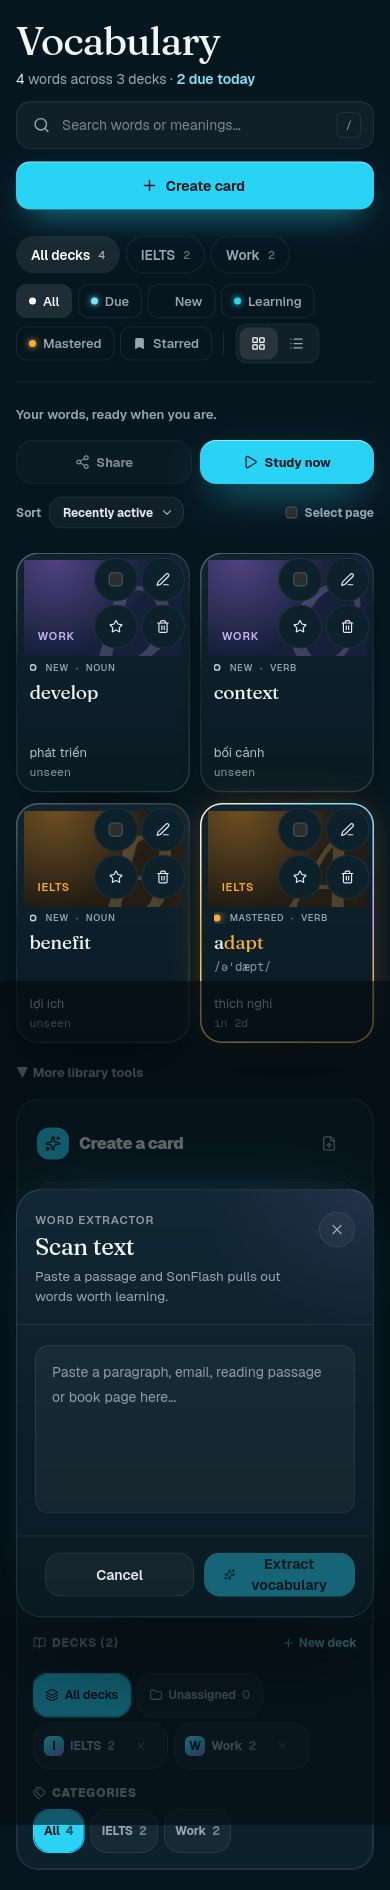 Vocabulary
4 words across 3 decks · 2 due today
Search words or meanings...
/
Create card
All decks 4
IELTS 2
Work 2
All
Due
New
Learning
Mastered
Starred
Your words, ready when you are.
Share
Study now
Sort
Recently active
Select page
WORK
NEW · NOUN
develop
phát triển
unseen
WORK
NEW · VERB
context
bối cảnh
unseen
IELTS
NEW · NOUN
benefit
lợi ích
unseen
IELTS
MASTERED · VERB
adapt
/ə'dæpt/
thích nghi
in 2d
▼ More library tools
Create a card
WORD EXTRACTOR
Scan text
Paste a passage and SonFlash pulls out
words worth learning.
Paste a paragraph, email, reading passage
or book page here...
Cancel
Extract
vocabulary
DECKS (2)
+ New deck
All decks
Unassigned 0
I IELTS 2 ×
W Work 2 ×
CATEGORIES
All 4
IELTS 2
Work 2